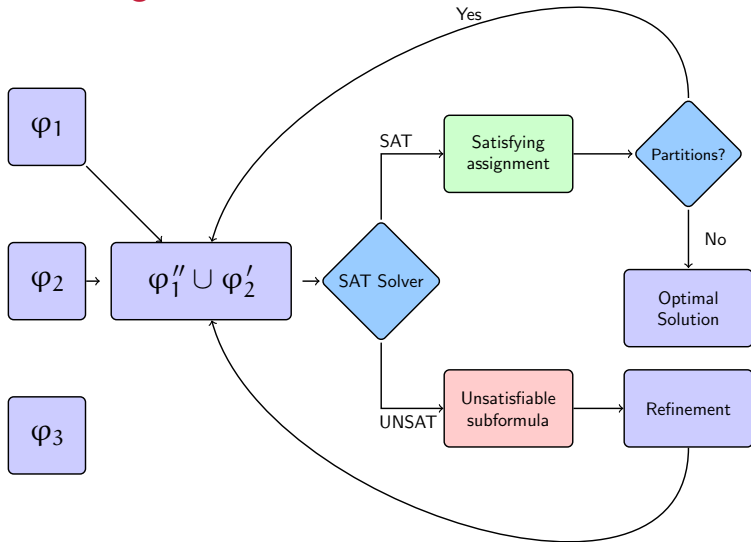 Yes
φ₁
SAT
Satisfying
assignment
Partitions?
No
φ₂
φ₁′′ ∪ φ₂′
SAT Solver
Optimal
Solution
UNSAT
Unsatisfiable
subformula
Refinement
φ₃